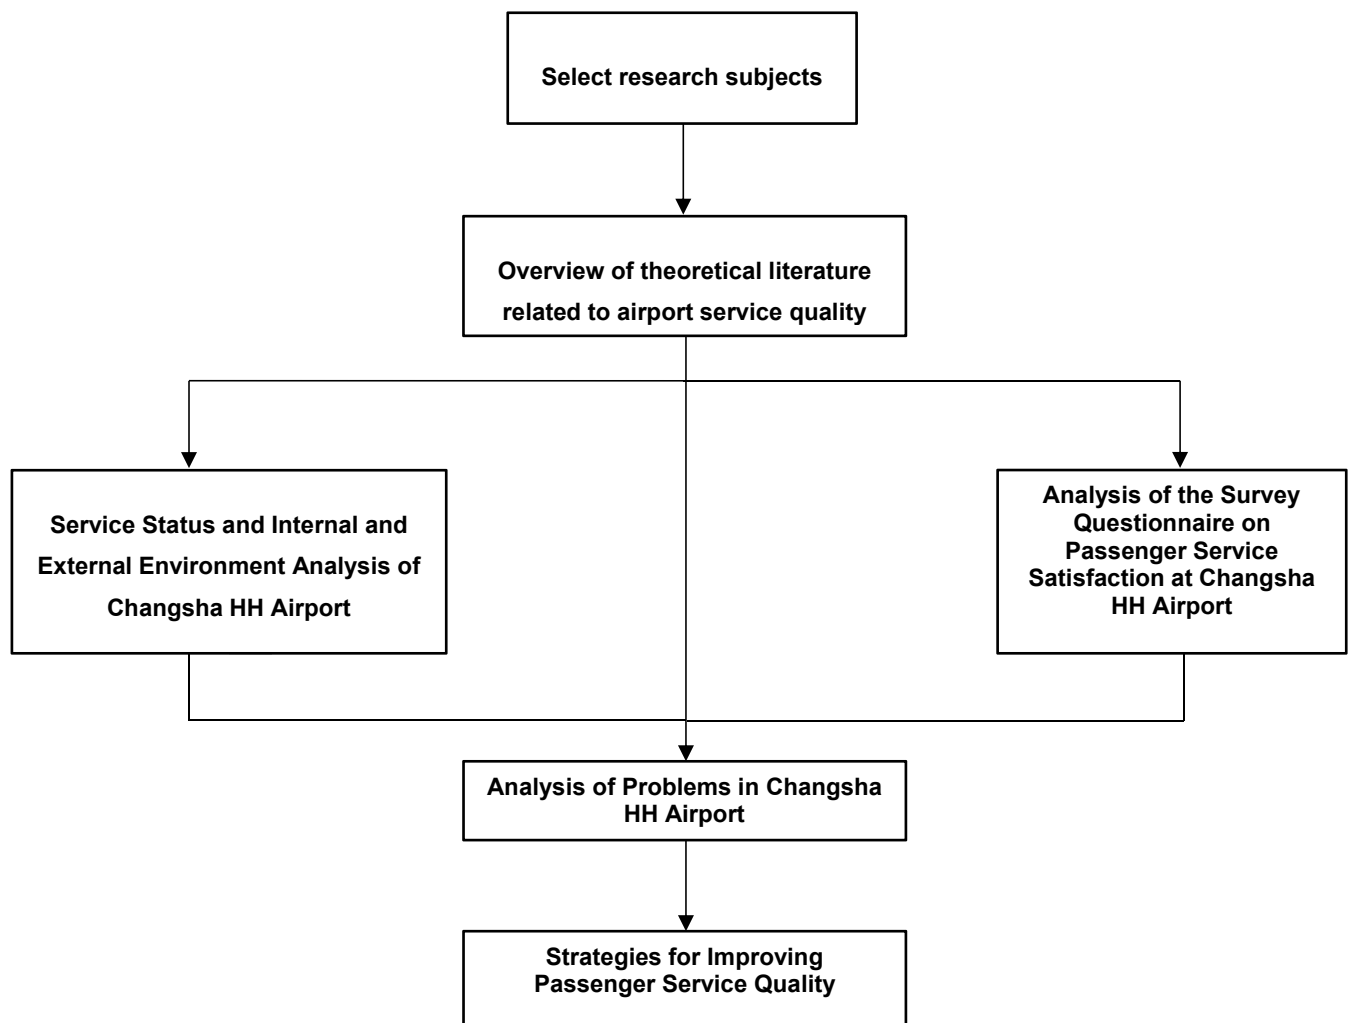 Select research subjects
Overview of theoretical literature
related to airport service quality
Service Status and Internal and
External Environment Analysis of
Changsha HH Airport
Analysis of the Survey
Questionnaire on
Passenger Service
Satisfaction at Changsha
HH Airport
Analysis of Problems in Changsha
HH Airport
Strategies for Improving
Passenger Service Quality